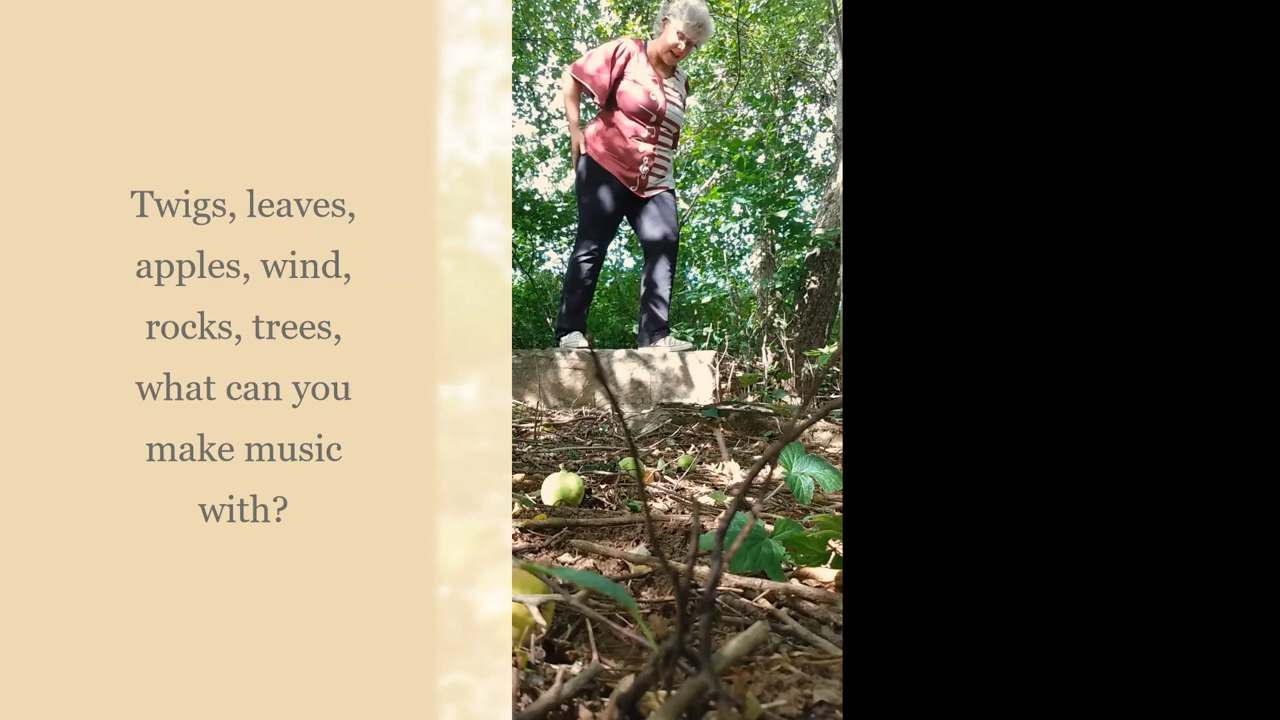 Twigs, leaves,
apples, wind,
rocks, trees,
what can you
make music
with?